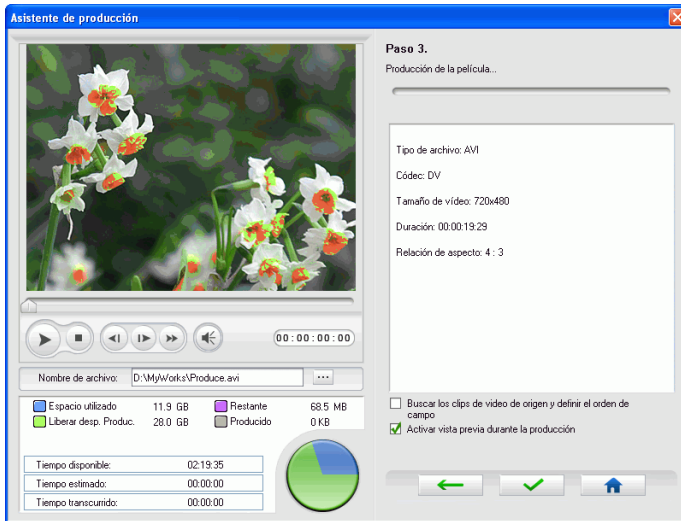 Asistente de producción
Paso 3.
Producción de la película...
Tipo de archivo: AVI
Códec: DV
Tamaño de vídeo: 720x480
Duración: 00:00:19:29
Relación de aspecto: 4 : 3
00:00:00:00
Nombre de archivo: D:\MyWorks\Produce.avi ...
Espacio utilizado 11.9 GB Restante 68.5 MB
Liberar desp. Produc. 28.0 GB Producido 0 KB
Tiempo disponible: 02:19:35
Tiempo estimado: 00:00:00
Tiempo transcurrido: 00:00:00
Buscar los clips de video de origen y definir el orden de
campo
Activar vista previa durante la producción